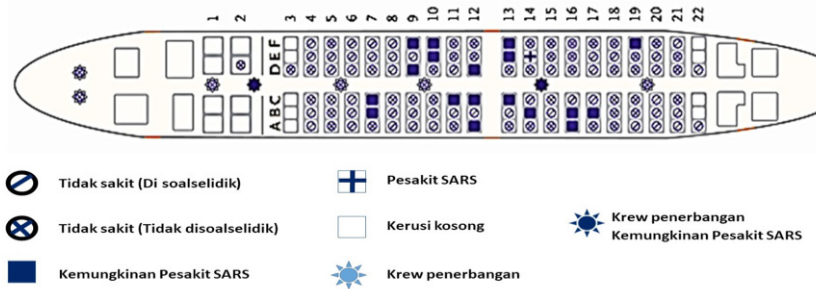 1 2 3 4 5 6 7 8 9 10 11 12 13 14 15 16 17 18 19 20 21 22
DEF
ABC
Tidak sakit (Di soalselidik)
Pesakit SARS
Krew penerbangan
Kemungkinan Pesakit SARS
Tidak sakit (Tidak disoalselidik)
Kerusi kosong
Kemungkinan Pesakit SARS
Krew penerbangan